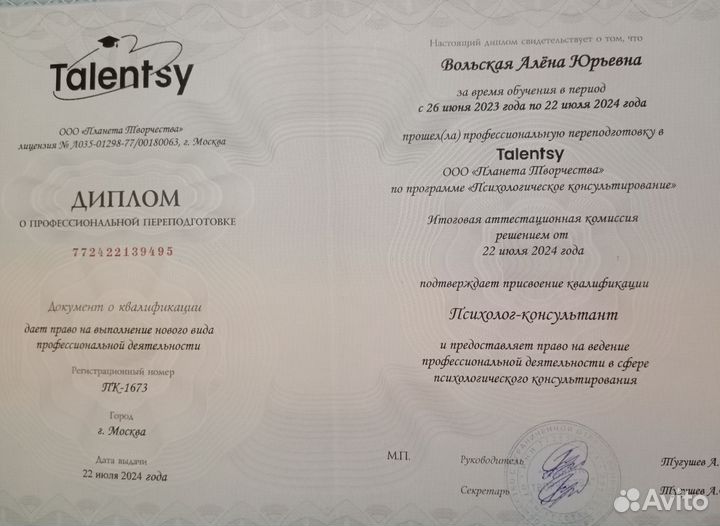 Talentsy
ООО «Планета Творчества»
лицензия № Л035-01298-77/00180063, г. Москва
ДИПЛОМ
О ПРОФЕССИОНАЛЬНОЙ ПЕРЕПОДГОТОВКЕ
772422139495
Документ о квалификации
дает право на выполнение нового вида
профессиональной деятельности
Регистрационный номер
ПК-1673
Город
г. Москва
Дата выдачи
22 июля 2024 года
Настоящий диплом свидетельствует о том, что
Вольская Алёна Юрьевна
за время обучения в период
с 26 июня 2023 года по 22 июля 2024 года
прошел(ла) профессиональную переподготовку в
Talentsy
ООО «Планета Творчества»
по программе «Психологическое консультирование»
Итоговая аттестационная комиссия
решением от
22 июля 2024 года
подтверждает присвоение квалификации
Психолог-консультант
и предоставляет право на ведение
профессиональной деятельности в сфере
психологического консультирования
М.П.
Руководитель Тугушев А.
Секретарь Тугушев А.
Avito